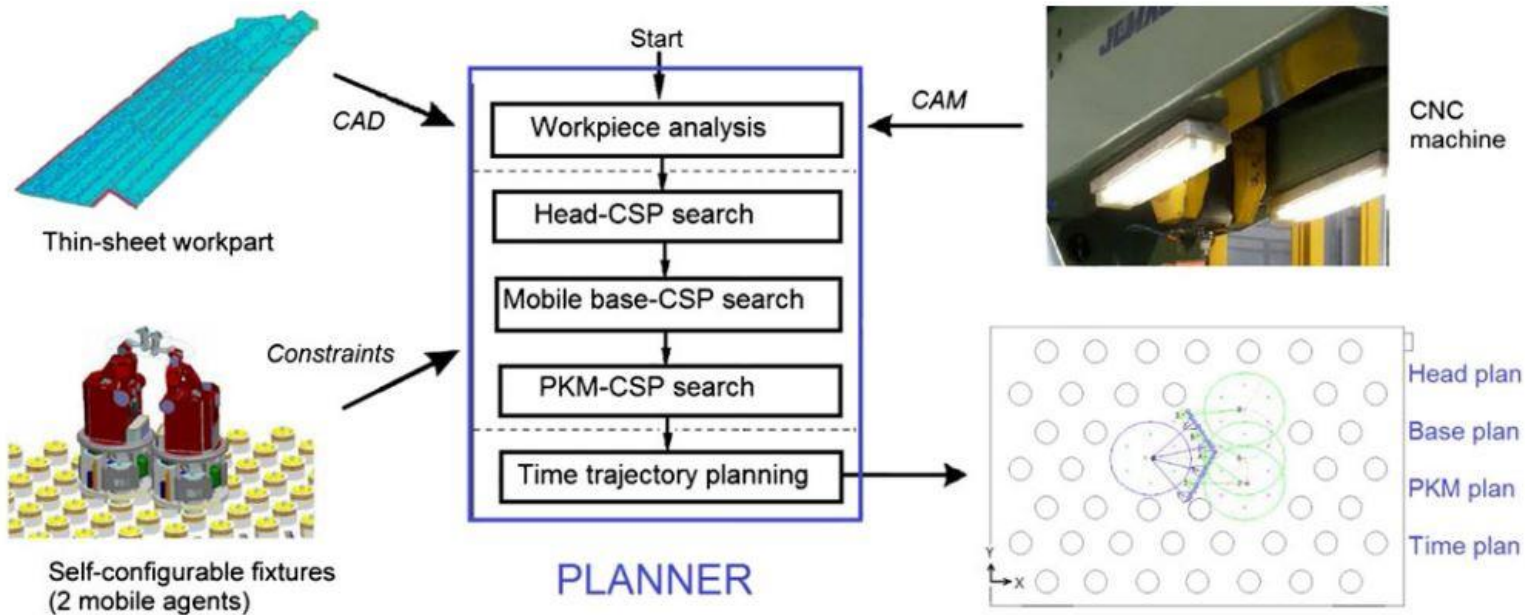 Start
CAD
CAM
CNC
machine
Workpiece analysis
Head-CSP search
Mobile base-CSP search
PKM-CSP search
Time trajectory planning
Thin-sheet workpart
Constraints
Self-configurable fixtures
(2 mobile agents)
PLANNER
Head plan
Base plan
PKM plan
Time plan
Y
X